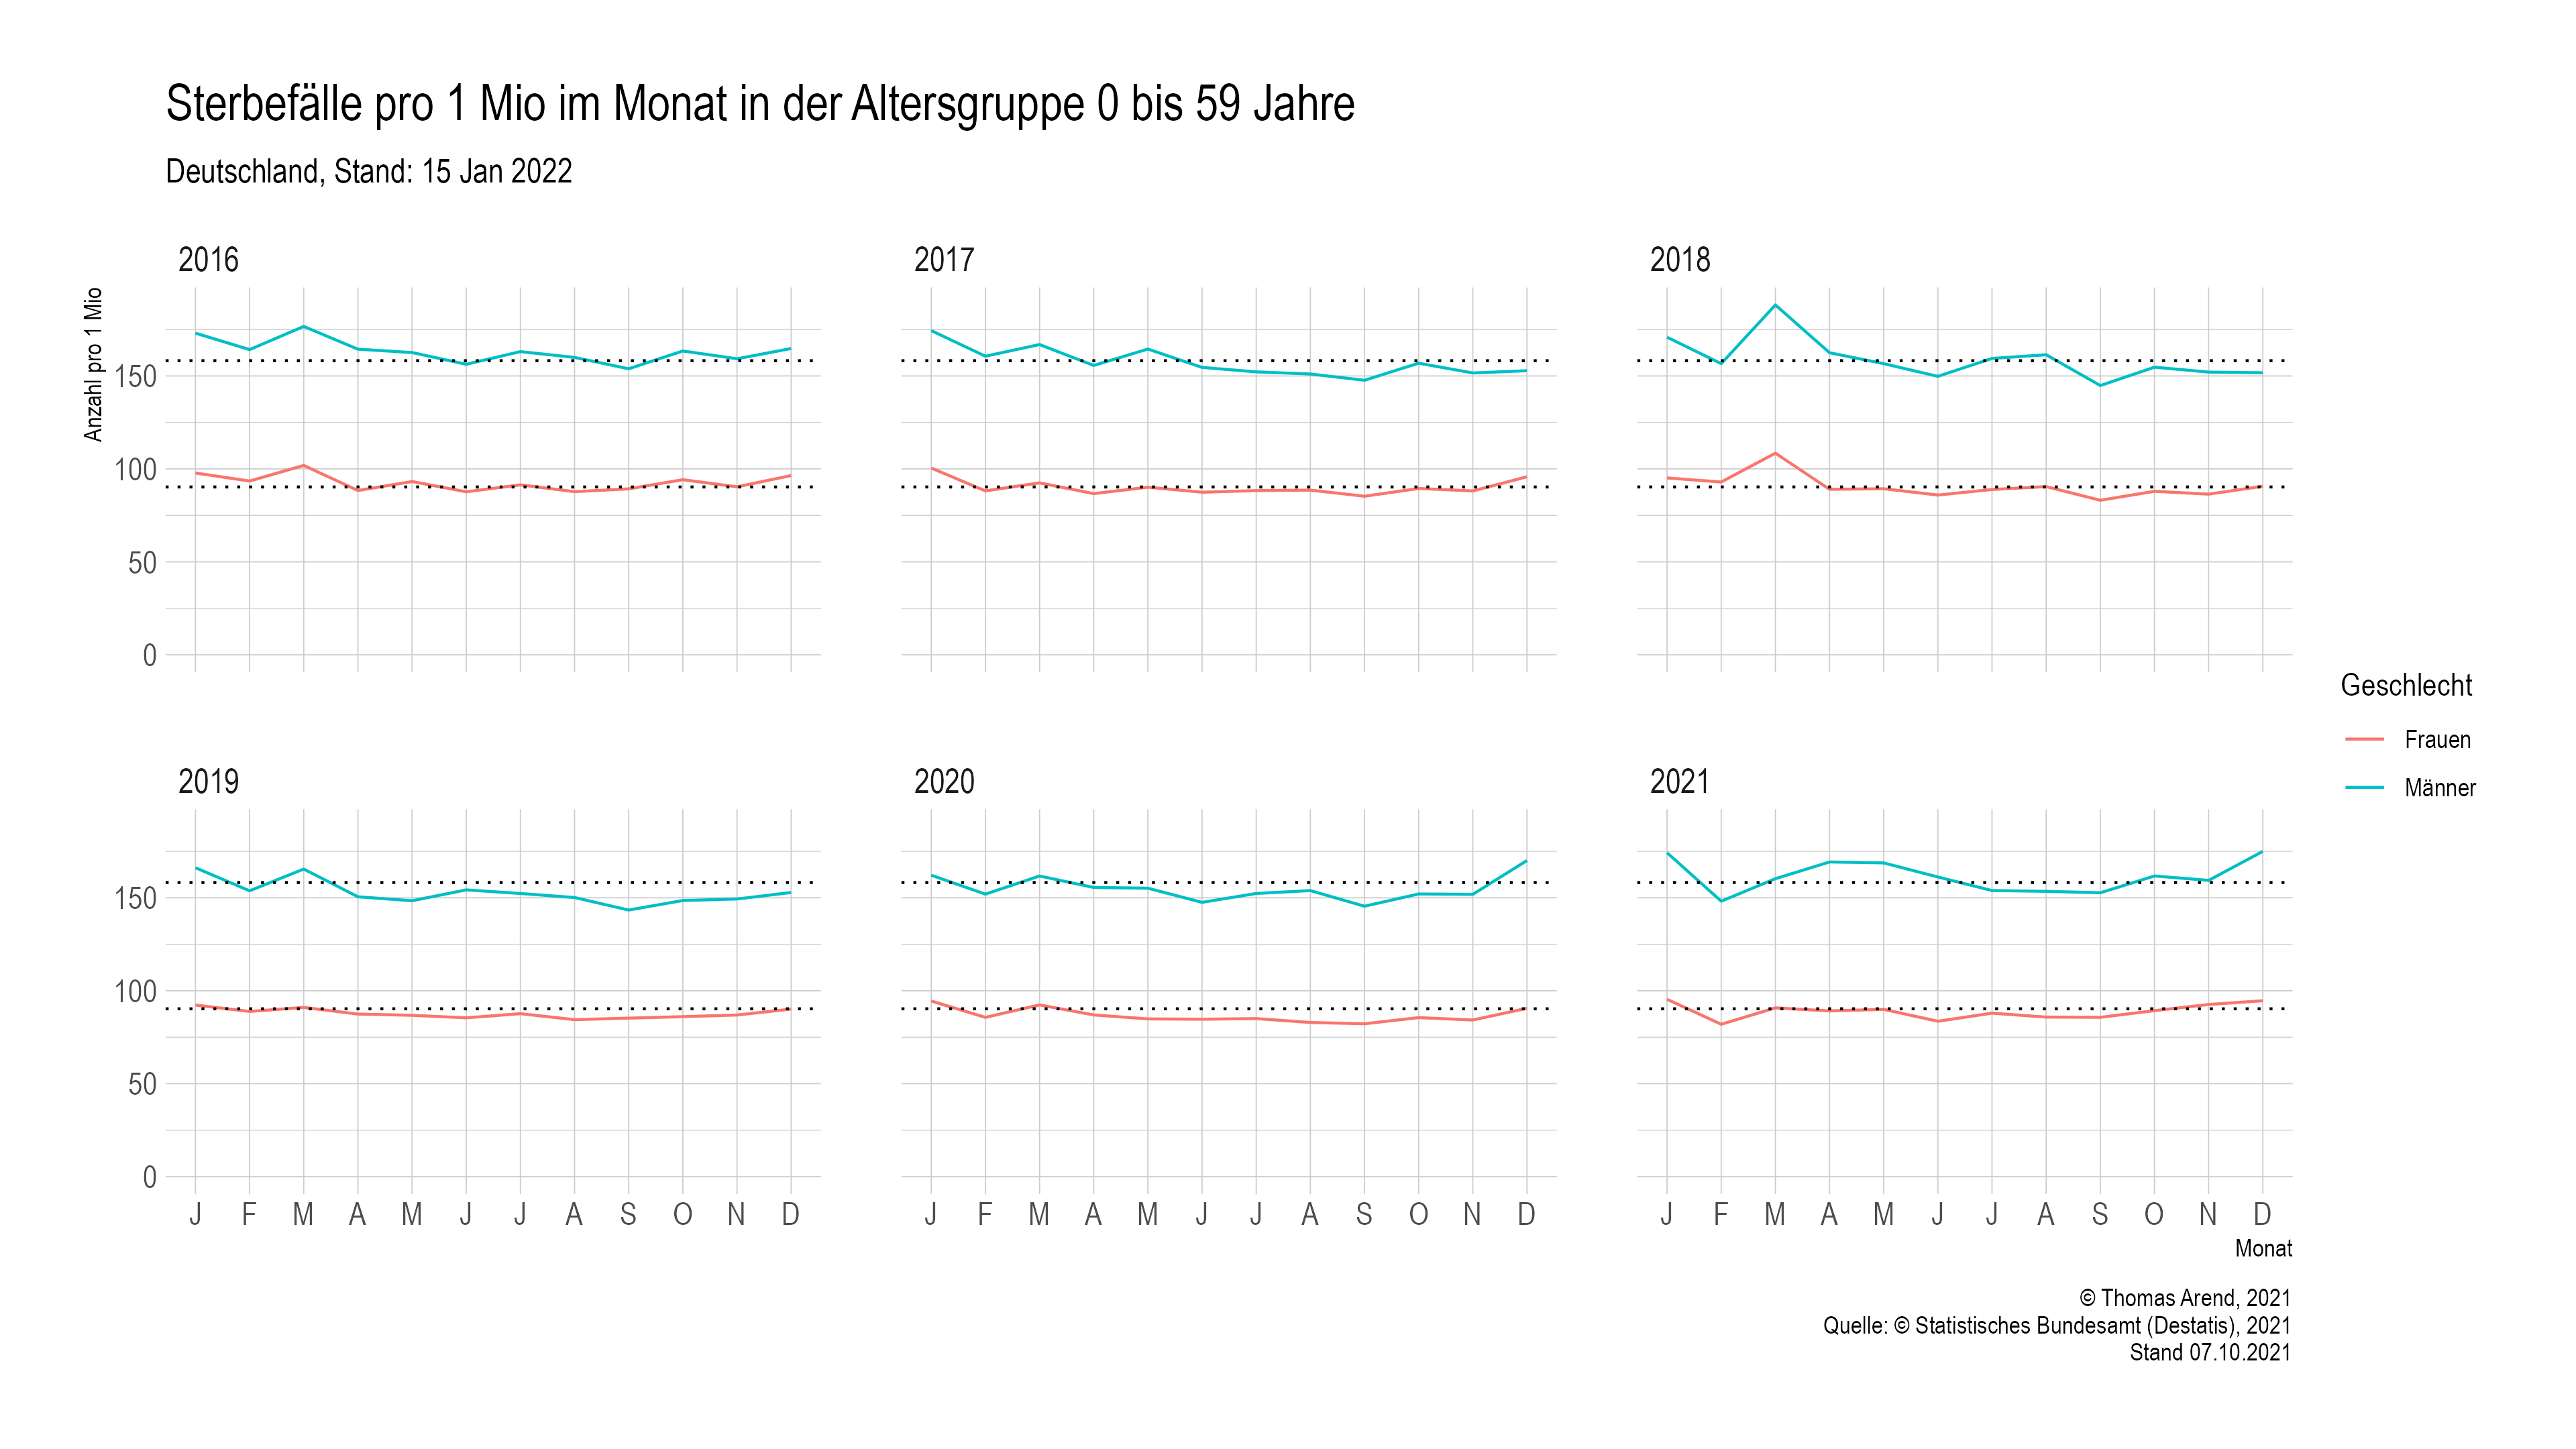 Sterbefälle pro 1 Mio im Monat in der Altersgruppe 0 bis 59 Jahre
Deutschland, Stand: 15 Jan 2022
2016
2017
2018
Anzahl pro 1 Mio
150
100
50
0
Geschlecht
Frauen
Männer
2019
2020
2021
150
100
50
0
J F M A M J J A S O N D
J F M A M J J A S O N D
J F M A M J J A S O N D
Monat
© Thomas Arend, 2021
Quelle: © Statistisches Bundesamt (Destatis), 2021
Stand 07.10.2021